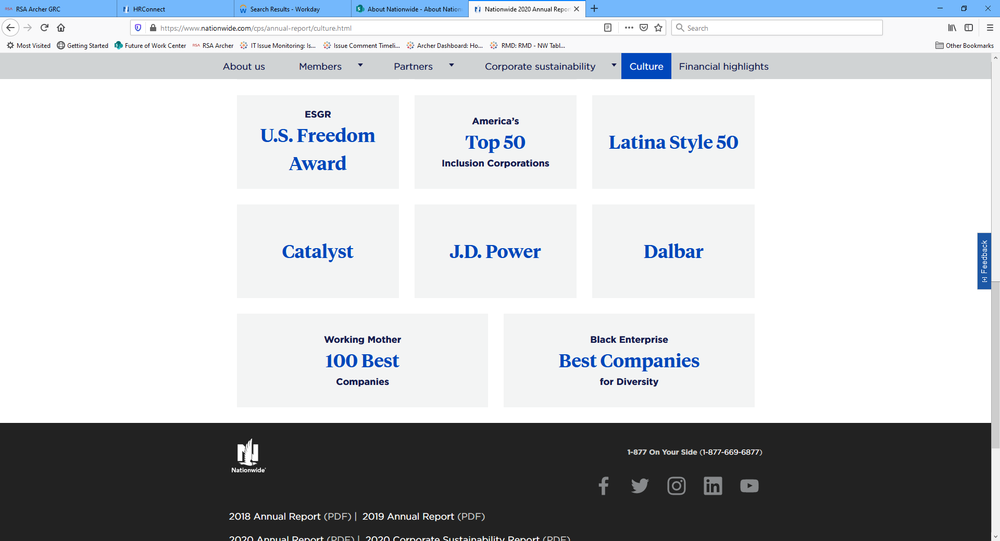 RSA Archer GRC
HRConnect
Search Results - Workday
About Nationwide - About Nation
Nationwide 2020 Annual Repor
https://www.nationwide.com/cps/annual-report/culture.html
Search
Most Visited
Getting Started
Future of Work Center
RSA RSA Archer
IT Issue Monitoring: Is...
Issue Comment Timeli...
Archer Dashboard: Ho...
RMD: RMD - NW Tabl...
Other Bookmarks
About us
Members
Partners
Corporate sustainability
Culture
Financial highlights
ESGR
U.S. Freedom
Award
America's
Top 50
Inclusion Corporations
Latina Style 50
Catalyst
J.D. Power
Dalbar
[+] Feedback
Working Mother
100 Best
Companies
Black Enterprise
Best Companies
for Diversity
Nationwide®
1-877 On Your Side (1-877-669-6877)
2018 Annual Report (PDF) | 2019 Annual Report (PDF)
2020 Annual Report (PDF) | 2020 Corporate Sustainability Report (PDF)